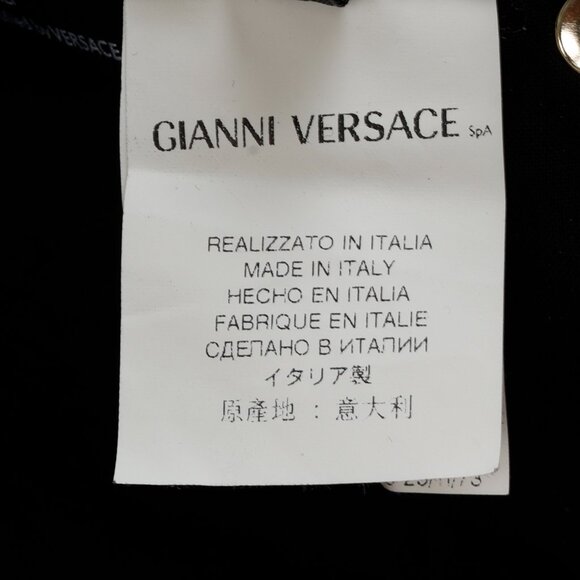 VERSACE
GIANNI VERSACE SpA
REALIZZATO IN ITALIA
MADE IN ITALY
HECHO EN ITALIA
FABRIQUE EN ITALIE
СДЕЛАНО В ИТАЛИИ
イタリア製
原產地 : 意大利